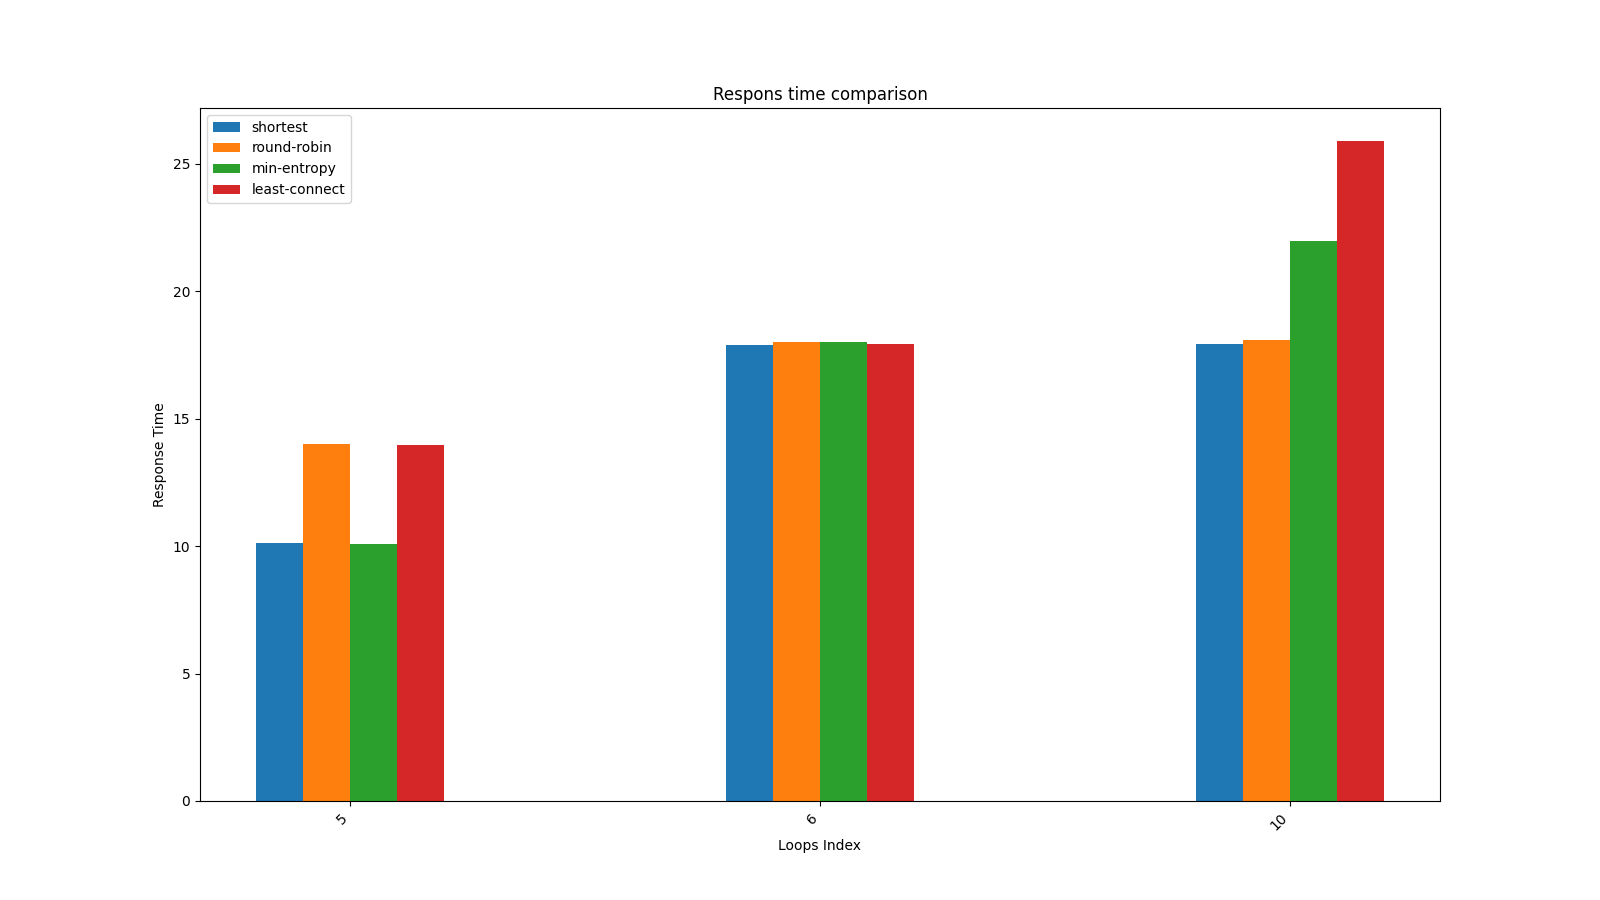 Respons time comparison
shortest
round-robin
min-entropy
least-connect
Response Time
25
20
15
10
5
0
5
6
10
Loops Index